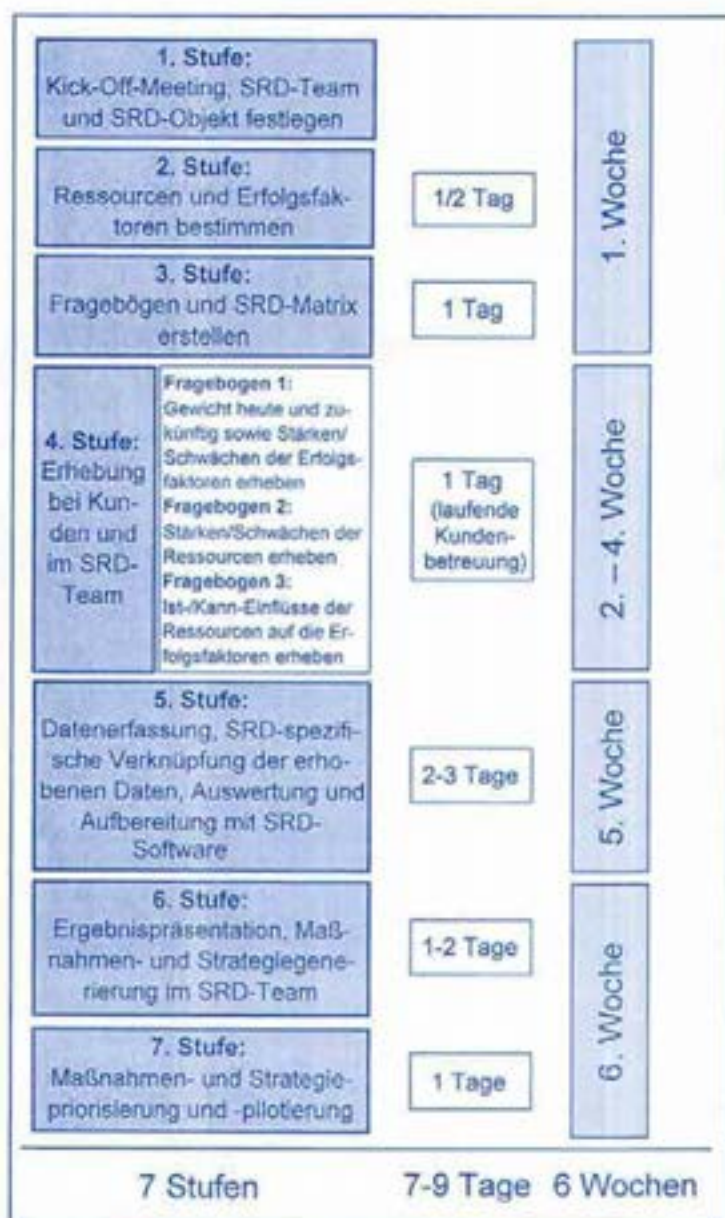 1. Stufe:
Kick-Off-Meeting, SRD-Team
und SRD-Objekt festlegen
2. Stufe:
Ressourcen und Erfolgsfak-
toren bestimmen
1/2 Tag
3. Stufe:
Fragebögen und SRD-Matrix
erstellen
1 Tag
1. Woche
4. Stufe:
Erhebung
bei Kun-
den und
im SRD-
Team
Fragebogen 1:
Gewicht heute und zu-
künftig sowie Stärken/
Schwächen der Erfolgs-
faktoren erheben
Fragebogen 2:
Stärken/Schwächen der
Ressourcen erheben
Fragebogen 3:
Ist-/Kann-Einflüsse der
Ressourcen auf die Er-
folgsfaktoren erheben
1 Tag
(laufende
Kunden-
betreuung)
2. – 4. Woche
5. Stufe:
Datenerfassung, SRD-spezifi-
sche Verknüpfung der erho-
benen Daten, Auswertung und
Aufbereitung mit SRD-
Software
2-3 Tage
5. Woche
6. Stufe:
Ergebnispräsentation, Maß-
nahmen- und Strategiegene-
rierung im SRD-Team
1-2 Tage
7. Stufe:
Maßnahmen- und Strategie-
priorisierung und -pilotierung
1 Tage
6. Woche
7 Stufen
7-9 Tage
6 Wochen